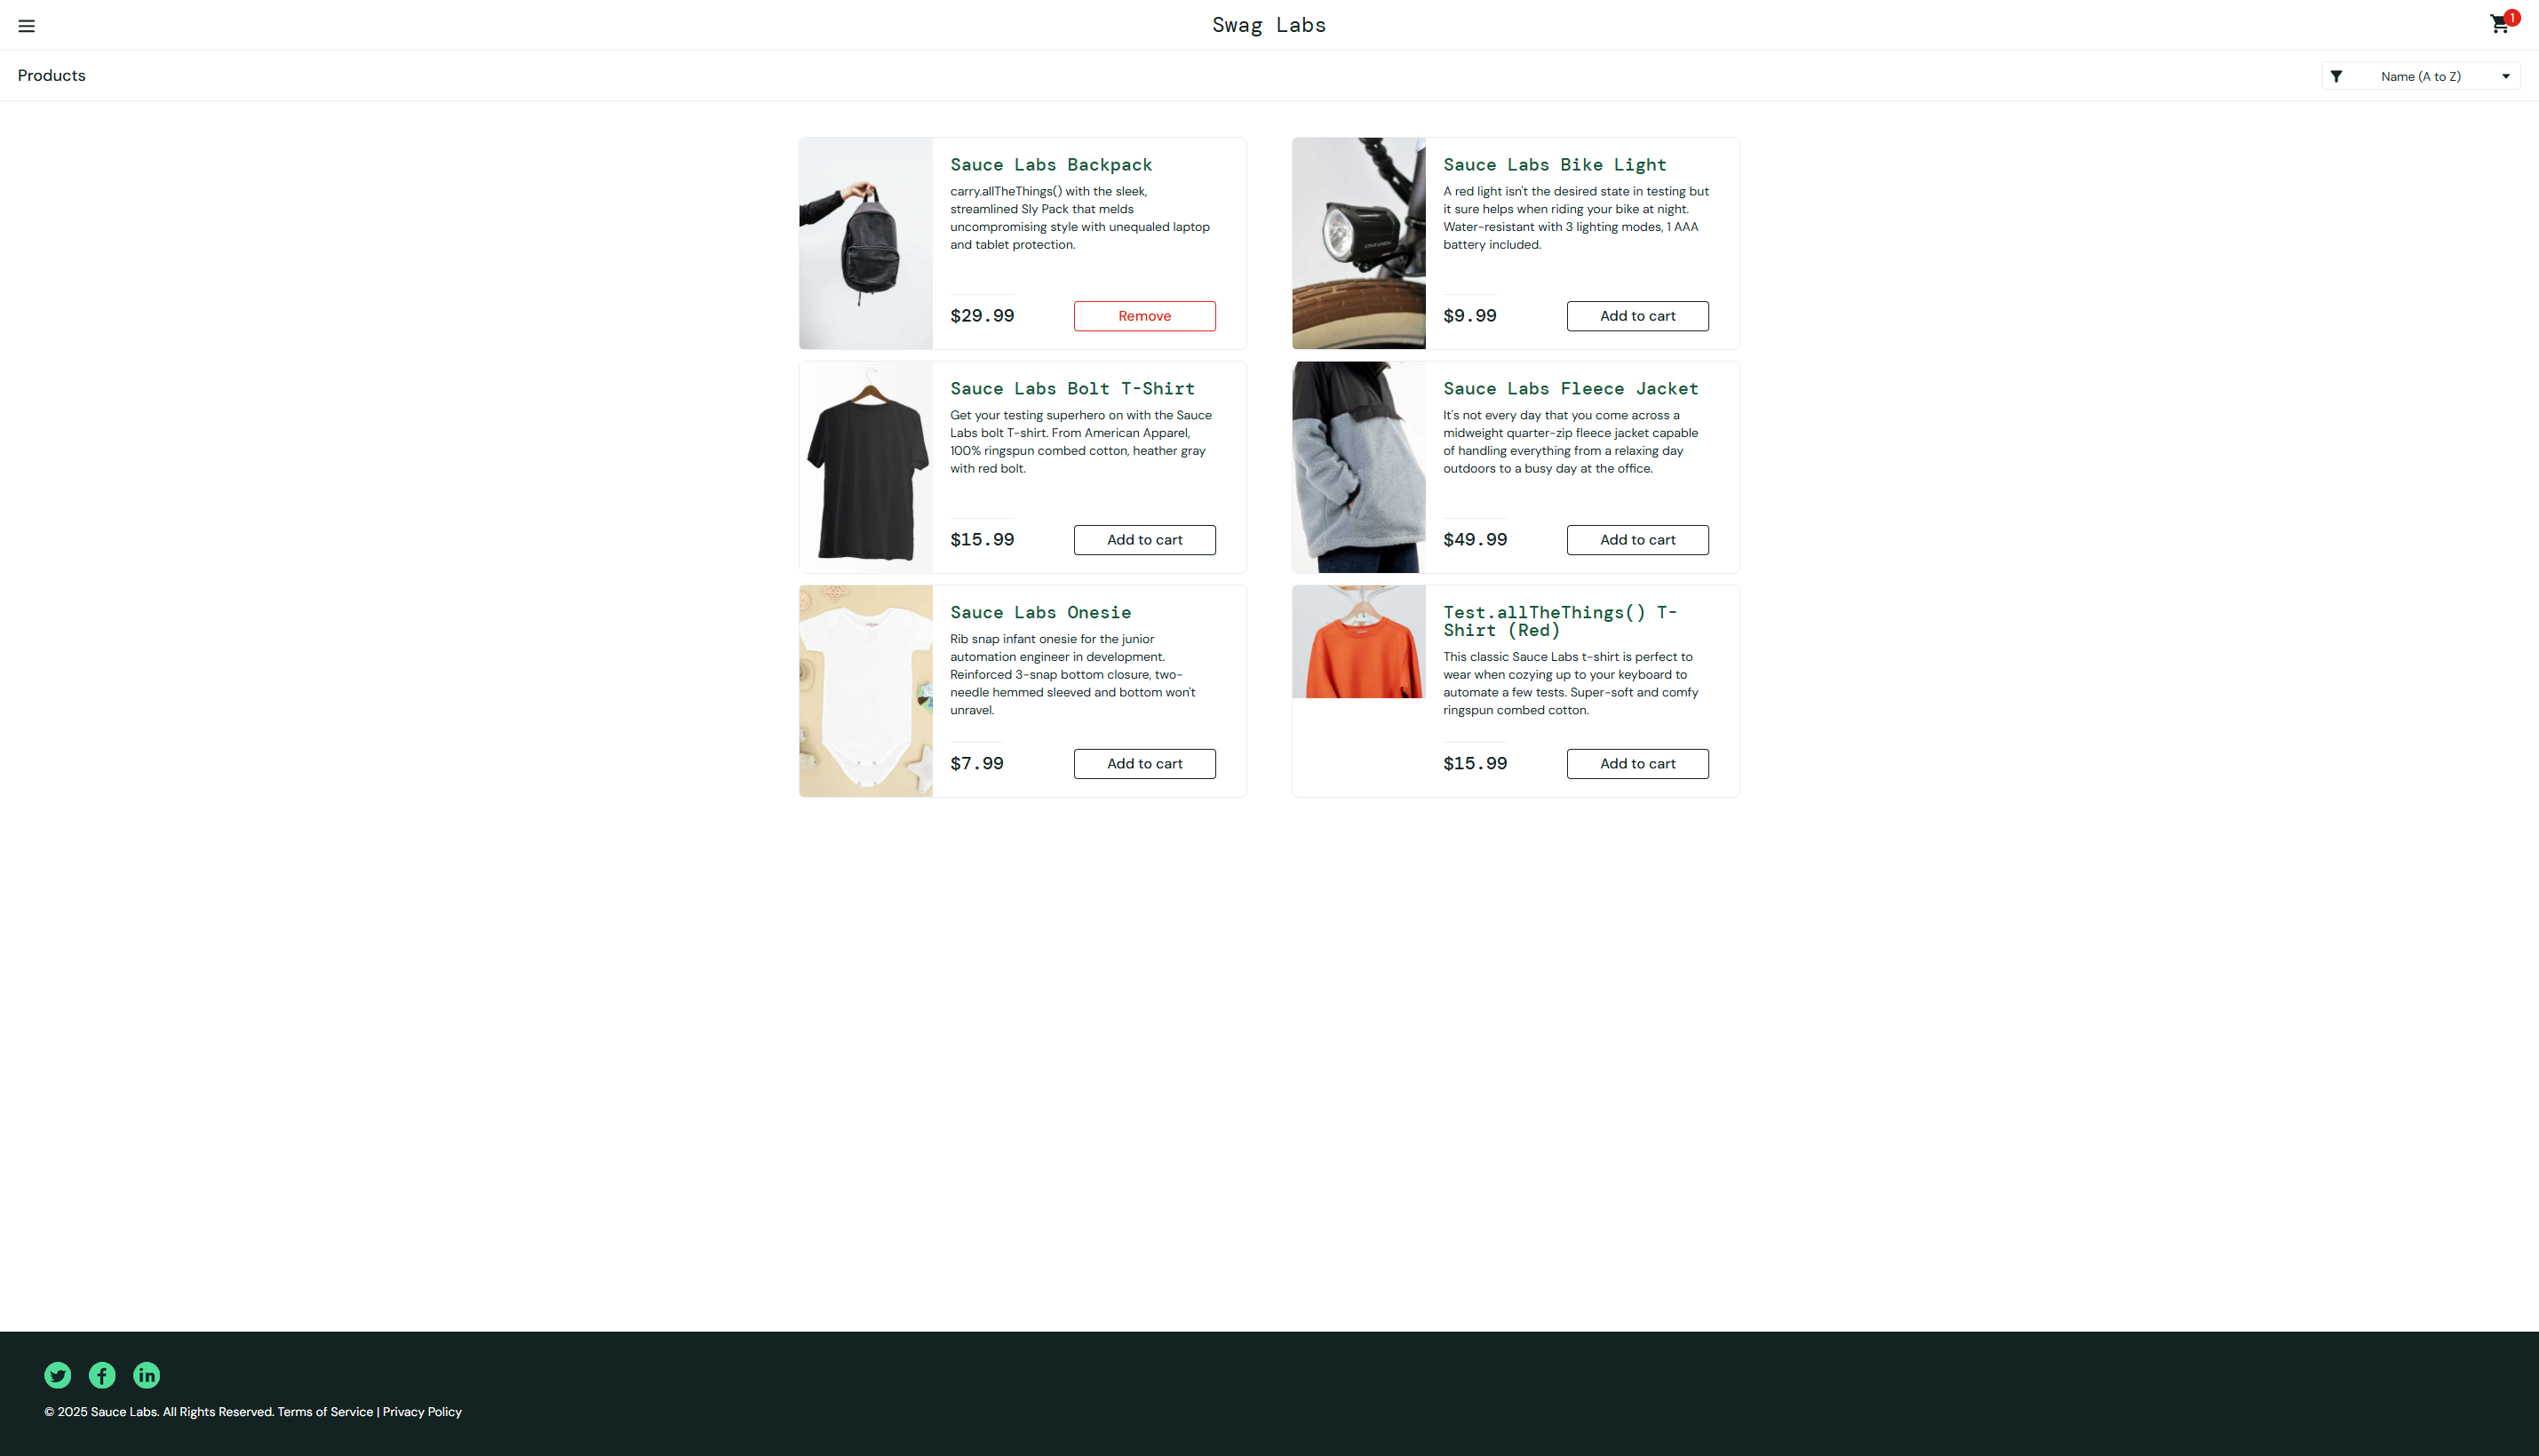 Swag Labs
1
Products
Name (A to Z)
Sauce Labs Backpack
carry.allTheThings() with the sleek,
streamlined Sly Pack that melds
uncompromising style with unequaled laptop
and tablet protection.
$29.99
Remove
Sauce Labs Bike Light
A red light isn't the desired state in testing but
it sure helps when riding your bike at night.
Water-resistant with 3 lighting modes, 1 AAA
battery included.
$9.99
Add to cart
Sauce Labs Bolt T-Shirt
Get your testing superhero on with the Sauce
Labs bolt T-shirt. From American Apparel,
100% ringspun combed cotton, heather gray
with red bolt.
$15.99
Add to cart
Sauce Labs Fleece Jacket
It's not every day that you come across a
midweight quarter-zip fleece jacket capable
of handling everything from a relaxing day
outdoors to a busy day at the office.
$49.99
Add to cart
Sauce Labs Onesie
Rib snap infant onesie for the junior
automation engineer in development.
Reinforced 3-snap bottom closure, two-
needle hemmed sleeved and bottom won't
unravel.
$7.99
Add to cart
Test.allTheThings() T-
Shirt (Red)
This classic Sauce Labs t-shirt is perfect to
wear when cozying up to your keyboard to
automate a few tests. Super-soft and comfy
ringspun combed cotton.
$15.99
Add to cart
© 2025 Sauce Labs. All Rights Reserved. Terms of Service | Privacy Policy